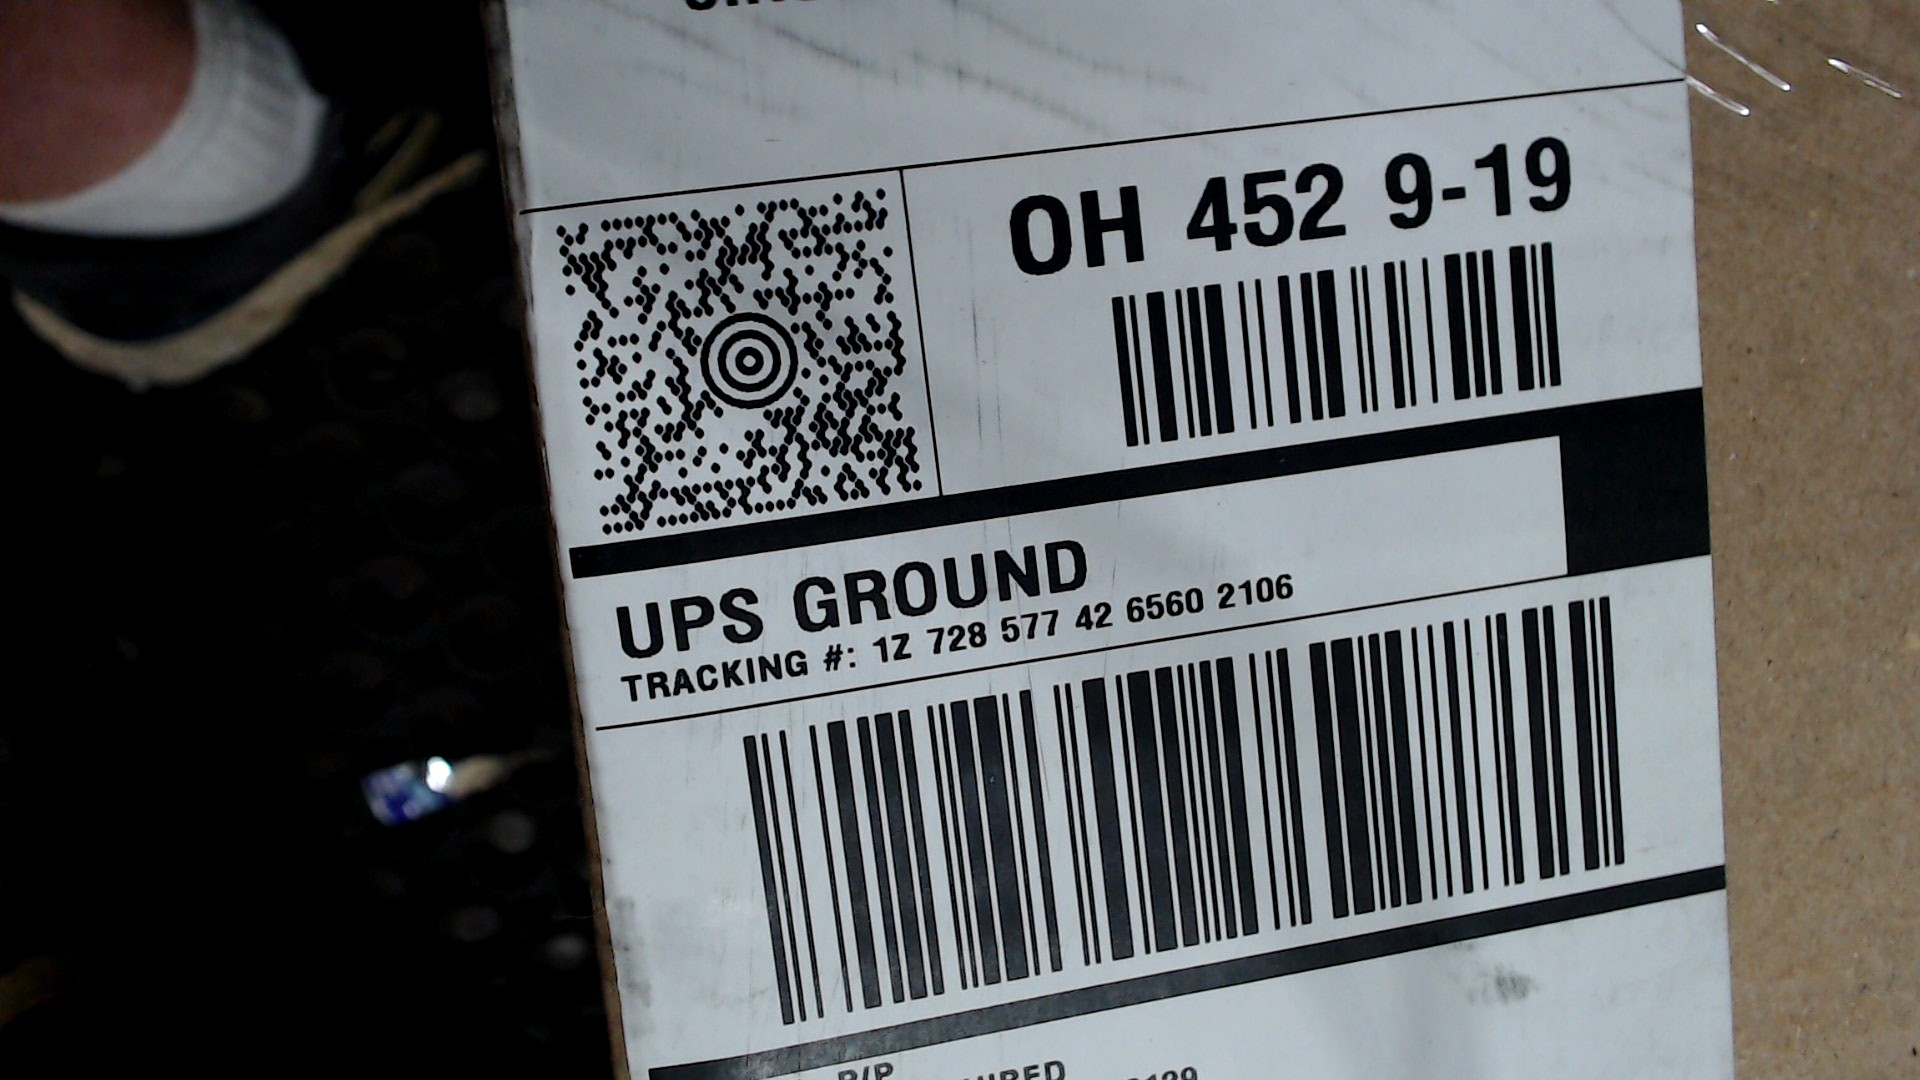 OH 452 9-19
UPS GROUND
TRACKING #: 1Z 728 577 42 6560 2106
P/P